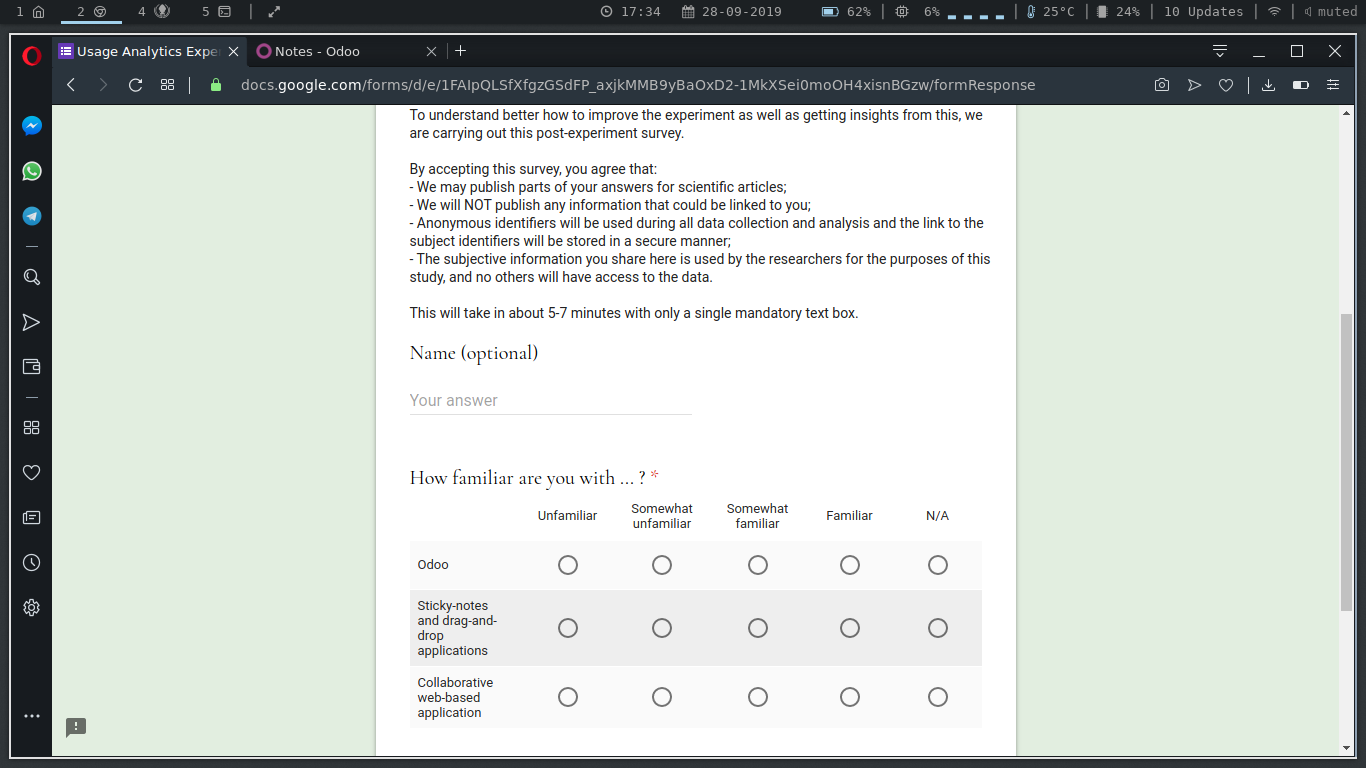 1 2 4 5 17:34 28-09-2019 62% 6% 25°C 24% 10 Updates muted
Usage Analytics Expe Notes - Odoo
docs.google.com/forms/d/e/1FAIpQLSfXfgzGSdFP_axjkMMB9yBaOxD2-1MkXSei0moOH4xisnBGzw/formResponse
To understand better how to improve the experiment as well as getting insights from this, we
are carrying out this post-experiment survey.
By accepting this survey, you agree that:
- We may publish parts of your answers for scientific articles;
- We will NOT publish any information that could be linked to you;
- Anonymous identifiers will be used during all data collection and analysis and the link to the
subject identifiers will be stored in a secure manner;
- The subjective information you share here is used by the researchers for the purposes of this
study, and no others will have access to the data.
This will take in about 5-7 minutes with only a single mandatory text box.
Name (optional)
Your answer
How familiar are you with ... ? *
Unfamiliar Somewhat unfamiliar Somewhat familiar Familiar N/A
Odoo
Sticky-notes
and drag-and-
drop
applications
Collaborative
web-based
application